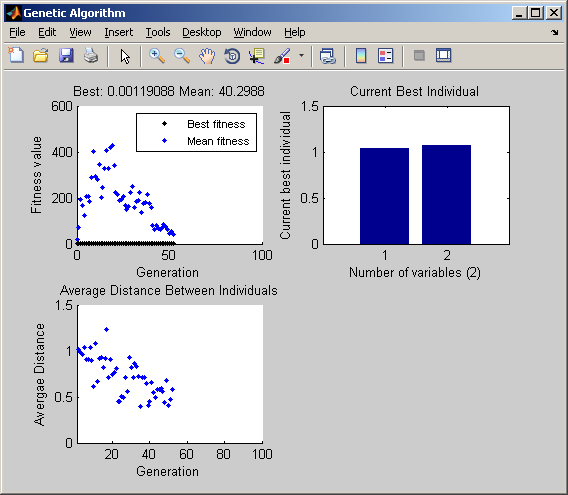 Genetic Algorithm
File Edit View Insert Tools Desktop Window Help
Best: 0.00119088 Mean: 40.2988
600
400
200
0
Fitness value
Best fitness
Mean fitness
0 50 100
Generation
Current Best Individual
1.5
1
0.5
0
Current best individual
1 2
Number of variables (2)
Average Distance Between Individuals
1.5
1
0.5
0
Avergae Distance
20 40 60 80 100
Generation